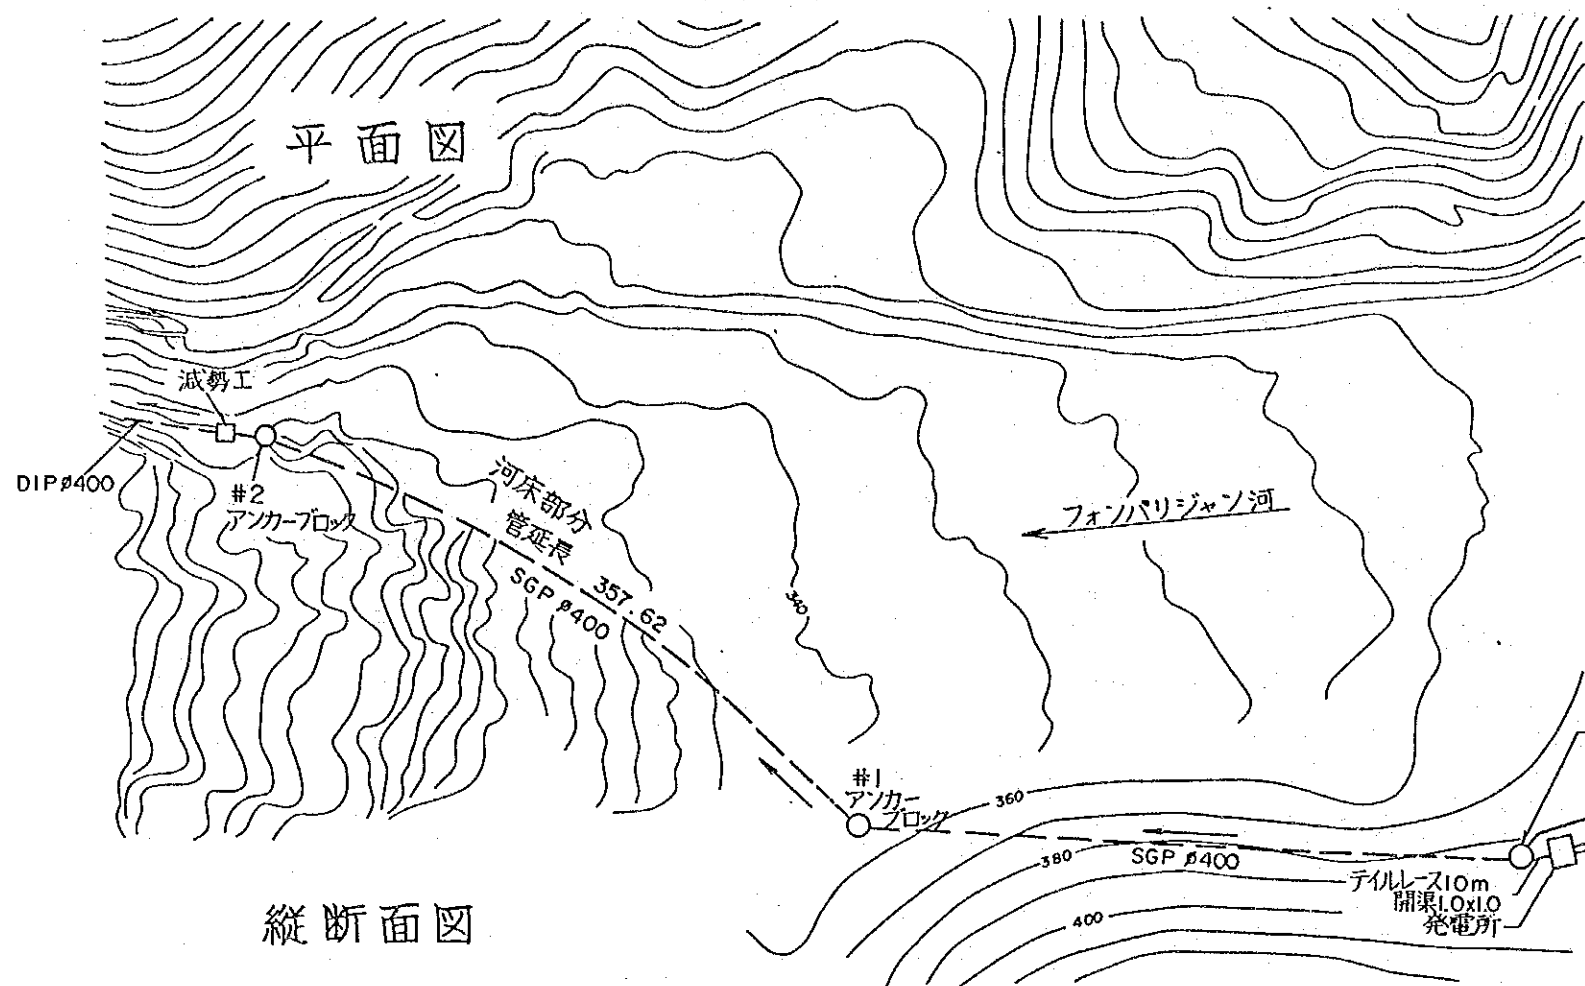 平面図
減勢工
DIPø400
#2
アンカーブロック
河床部分
管延長
357.62
SGP ø400
フォンパリジャン河
340
#1
アンカー
ブロック
360
380
SGP ø400
テイルレース10m
開渠1.0x1.0
発電所
400
縦断面図